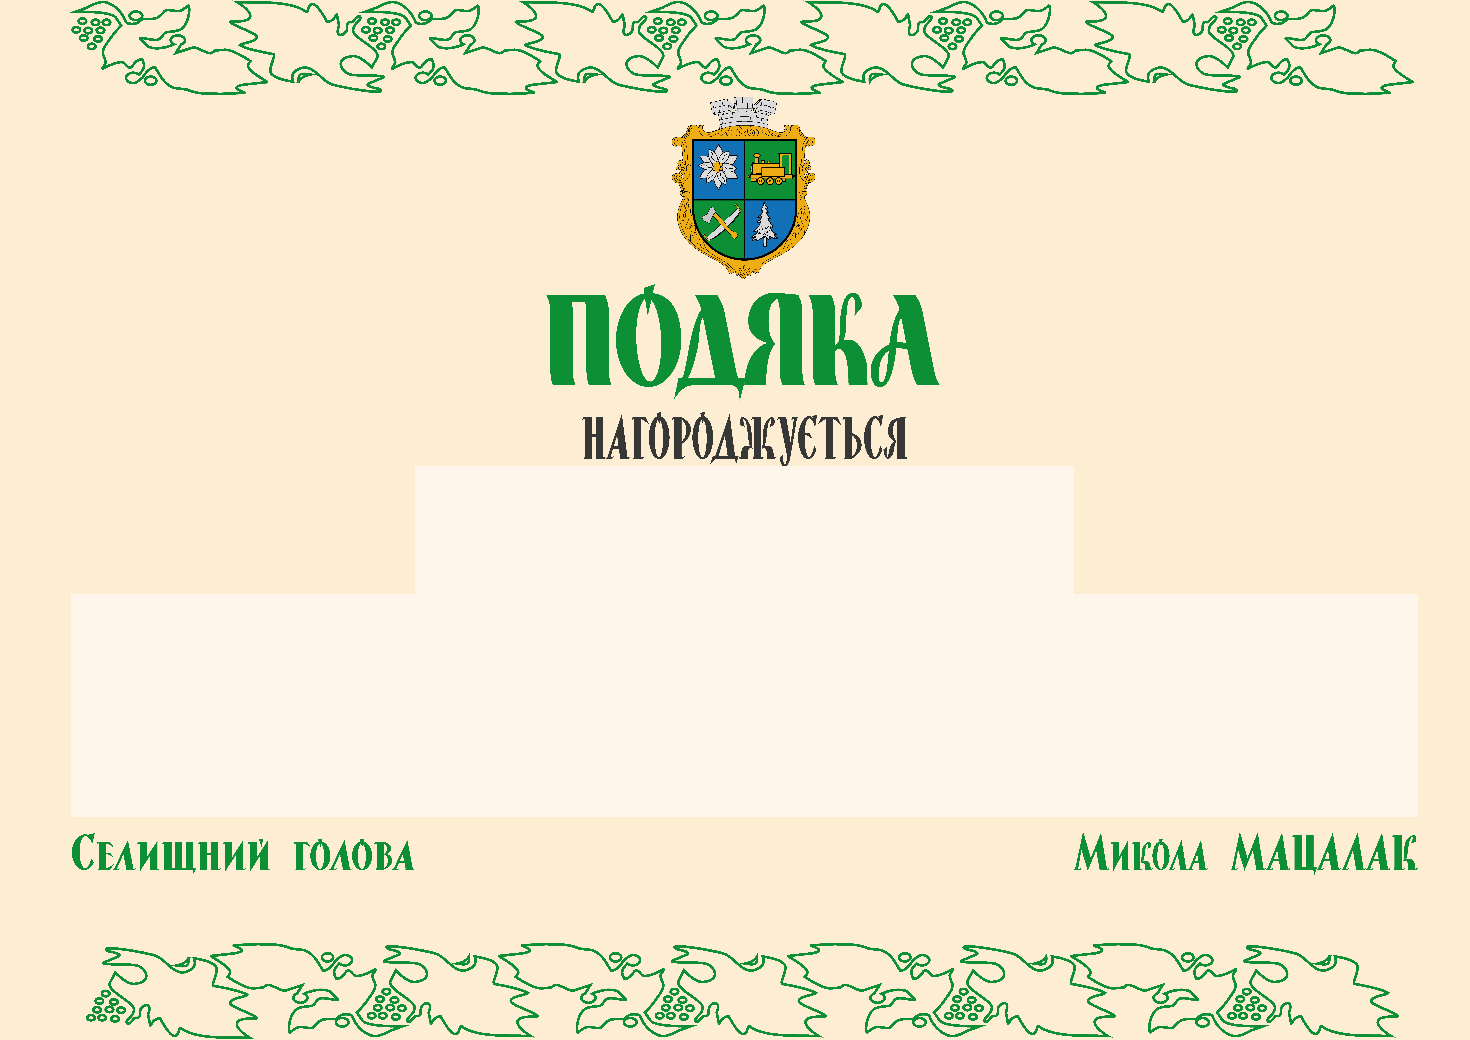 ПОДЯКА
НАГОРОДЖУЄТЬСЯ
Селищний голова Микола МАЦАЛАК